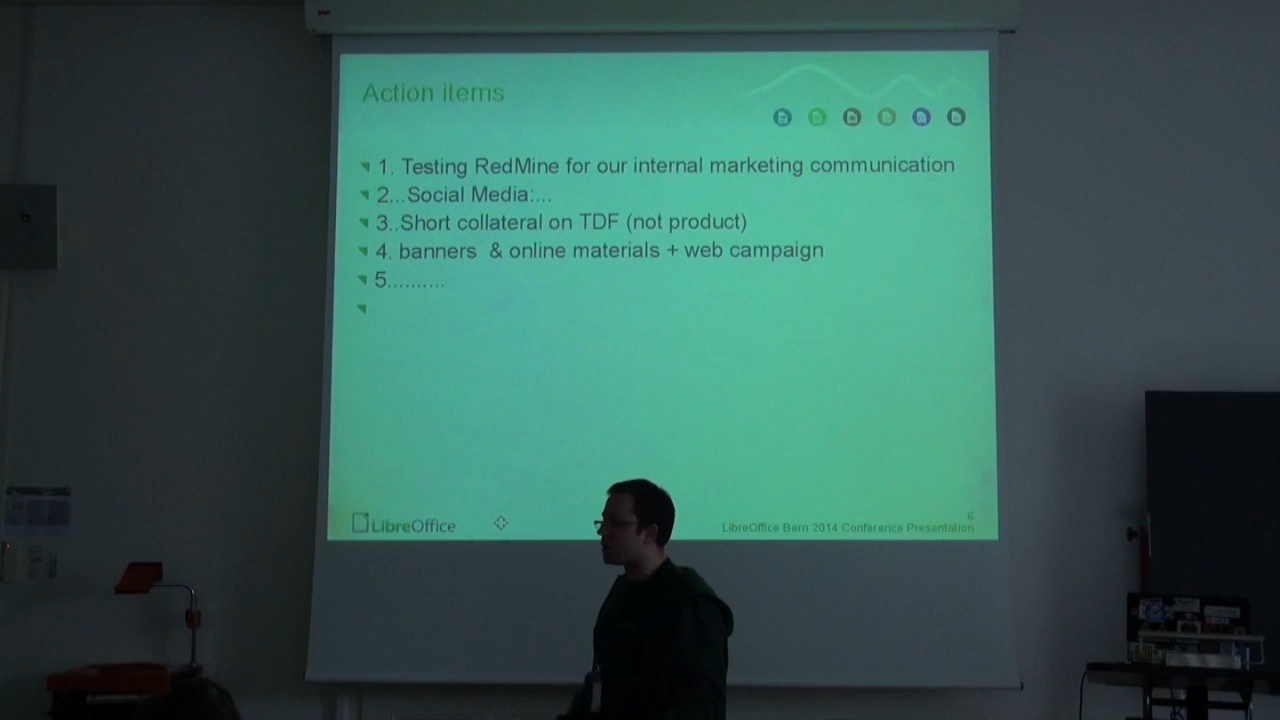 Action items
1. Testing RedMine for our internal marketing communication
2...Social Media:...
3..Short collateral on TDF (not product)
4. banners & online materials + web campaign
5..........
LibreOffice
6
LibreOffice Bern 2014 Conference Presentation